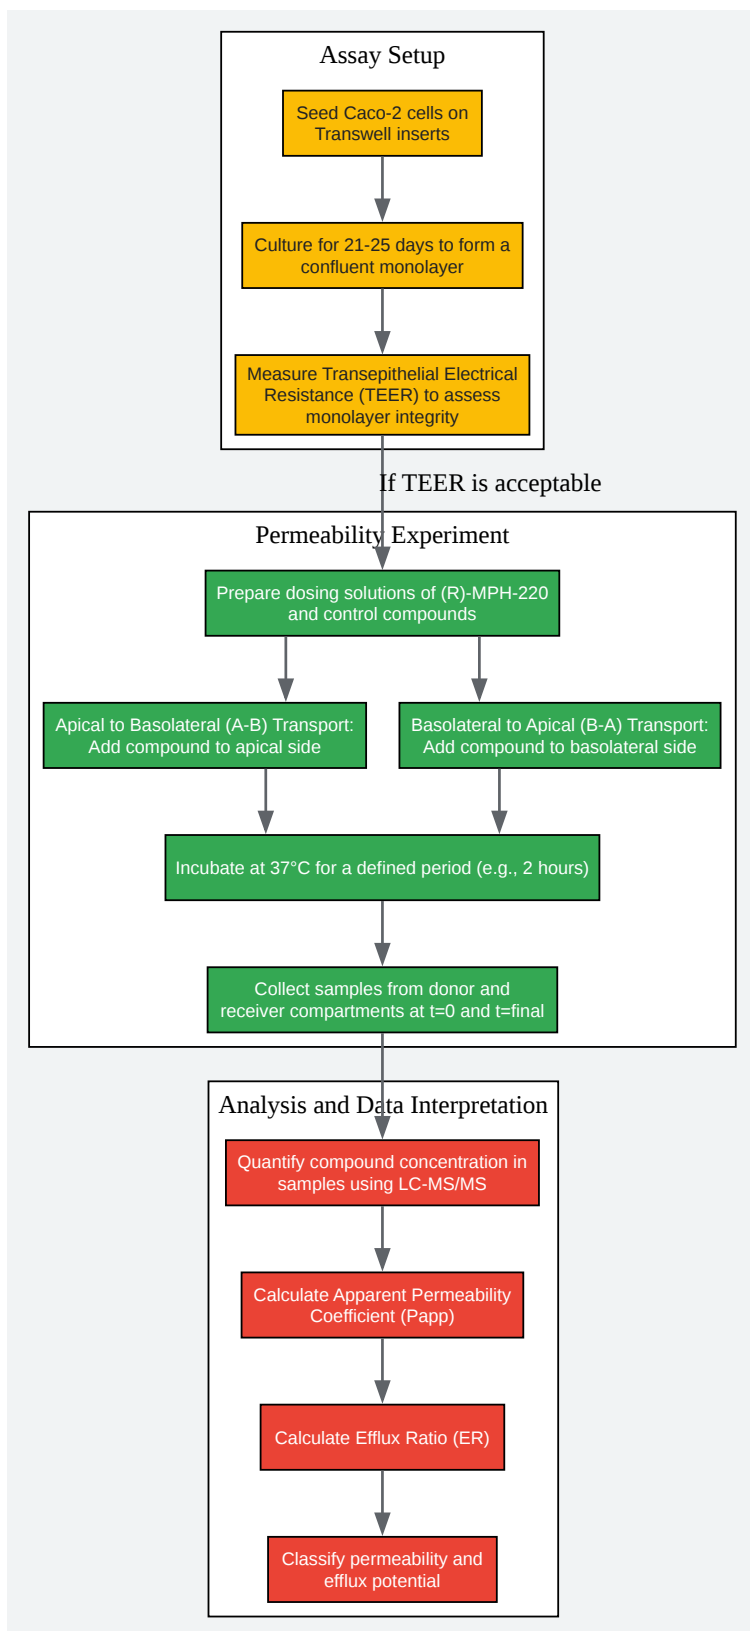 Assay Setup
Seed Caco-2 cells on
Transwell inserts
Culture for 21-25 days to form a
confluent monolayer
Measure Transepithelial Electrical
Resistance (TEER) to assess
monolayer integrity
If TEER is acceptable
Permeability Experiment
Prepare dosing solutions of (R)-MPH-220
and control compounds
Apical to Basolateral (A-B) Transport:
Add compound to apical side
Basolateral to Apical (B-A) Transport:
Add compound to basolateral side
Incubate at 37°C for a defined period (e.g., 2 hours)
Collect samples from donor and
receiver compartments at t=0 and t=final
Analysis and Data Interpretation
Quantify compound concentration in
samples using LC-MS/MS
Calculate Apparent Permeability
Coefficient (Papp)
Calculate Efflux Ratio (ER)
Classify permeability and
efflux potential